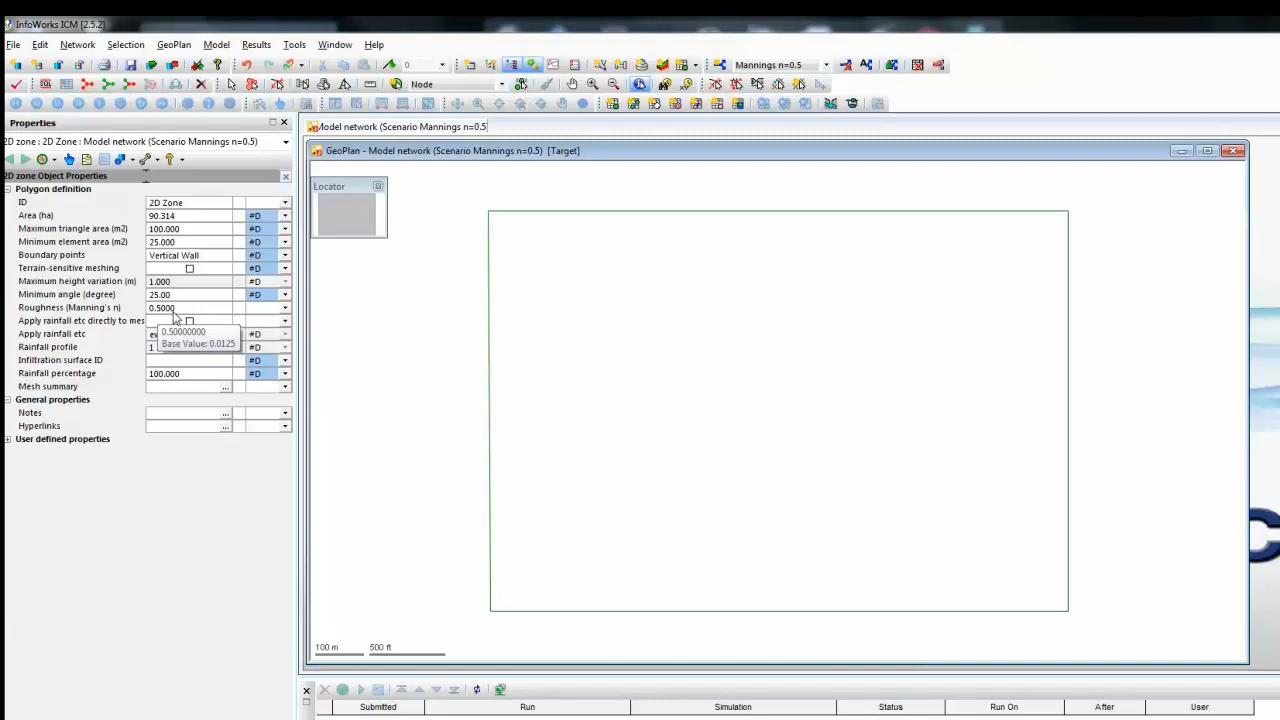 InfoWorks ICM [2.5.2]
File Edit Network Selection GeoPlan Model Results Tools Window Help
0
Mannings n=0.5
Node
Properties
2D zone : 2D Zone : Model network (Scenario Mannings n=0.5)
2D zone Object Properties
Polygon definition
ID 2D Zone
Area (ha) 90.314 #D
Maximum triangle area (m2) 100.000 #D
Minimum element area (m2) 25.000 #D
Boundary points Vertical Wall #D
Terrain-sensitive meshing #D
Maximum height variation (m) 1.000 #D
Minimum angle (degree) 25.00 #D
Roughness (Manning's n) 0.5000
Apply rainfall etc directly to mes
Apply rainfall etc ev #D
Rainfall profile 1 #D
0.50000000
Base Value: 0.0125
Infiltration surface ID #D
Rainfall percentage 100.000 #D
Mesh summary ...
General properties
Notes ...
Hyperlinks ...
User defined properties
Model network (Scenario Mannings n=0.5)
GeoPlan - Model network (Scenario Mannings n=0.5) [Target]
Locator
100 m 500 ft
Submitted Run Simulation Status Run On After User